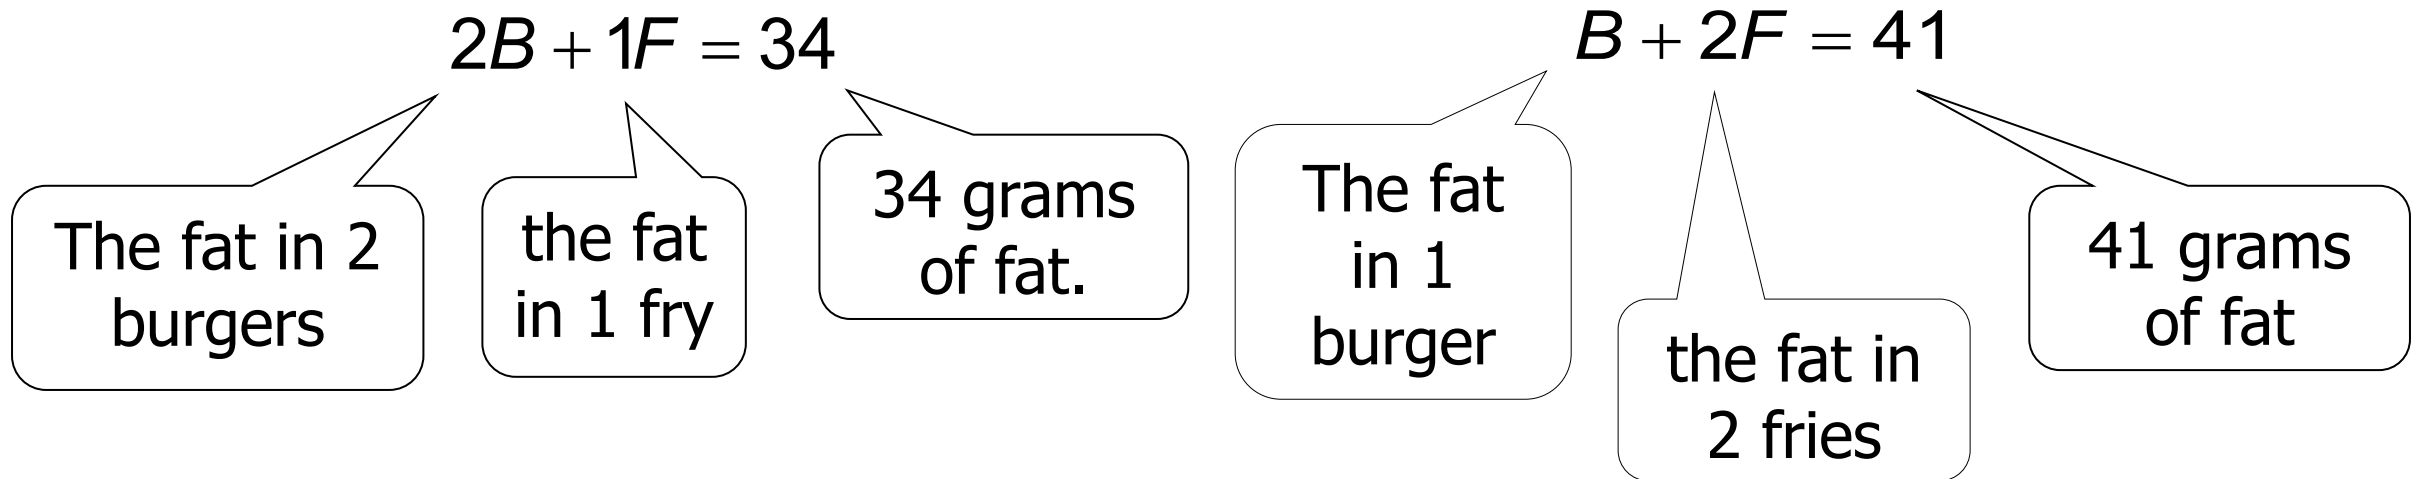 2B + 1F = 34
B + 2F = 41
The fat in 2
burgers
the fat
in 1 fry
34 grams
of fat.
The fat
in 1
burger
the fat in
2 fries
41 grams
of fat